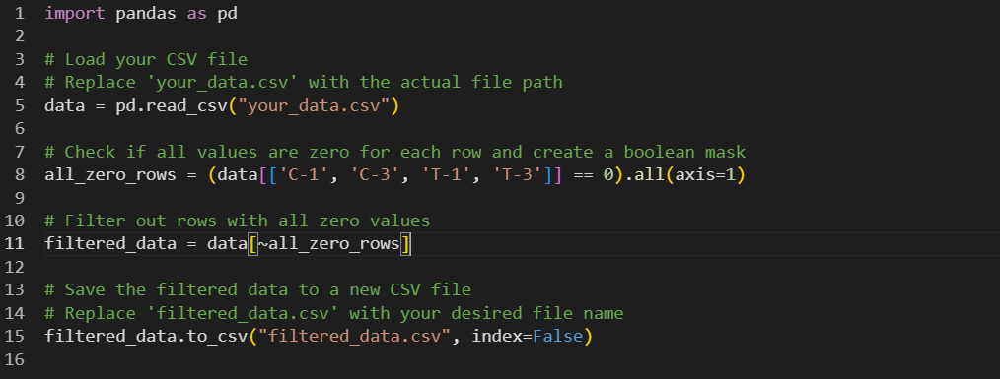 1 import pandas as pd
2
3 # Load your CSV file
4 # Replace 'your_data.csv' with the actual file path
5 data = pd.read_csv("your_data.csv")
6
7 # Check if all values are zero for each row and create a boolean mask
8 all_zero_rows = (data[['C-1', 'C-3', 'T-1', 'T-3']] == 0).all(axis=1)
9
10 # Filter out rows with all zero values
11 filtered_data = data[~all_zero_rows]
12
13 # Save the filtered data to a new CSV file
14 # Replace 'filtered_data.csv' with your desired file name
15 filtered_data.to_csv("filtered_data.csv", index=False)
16